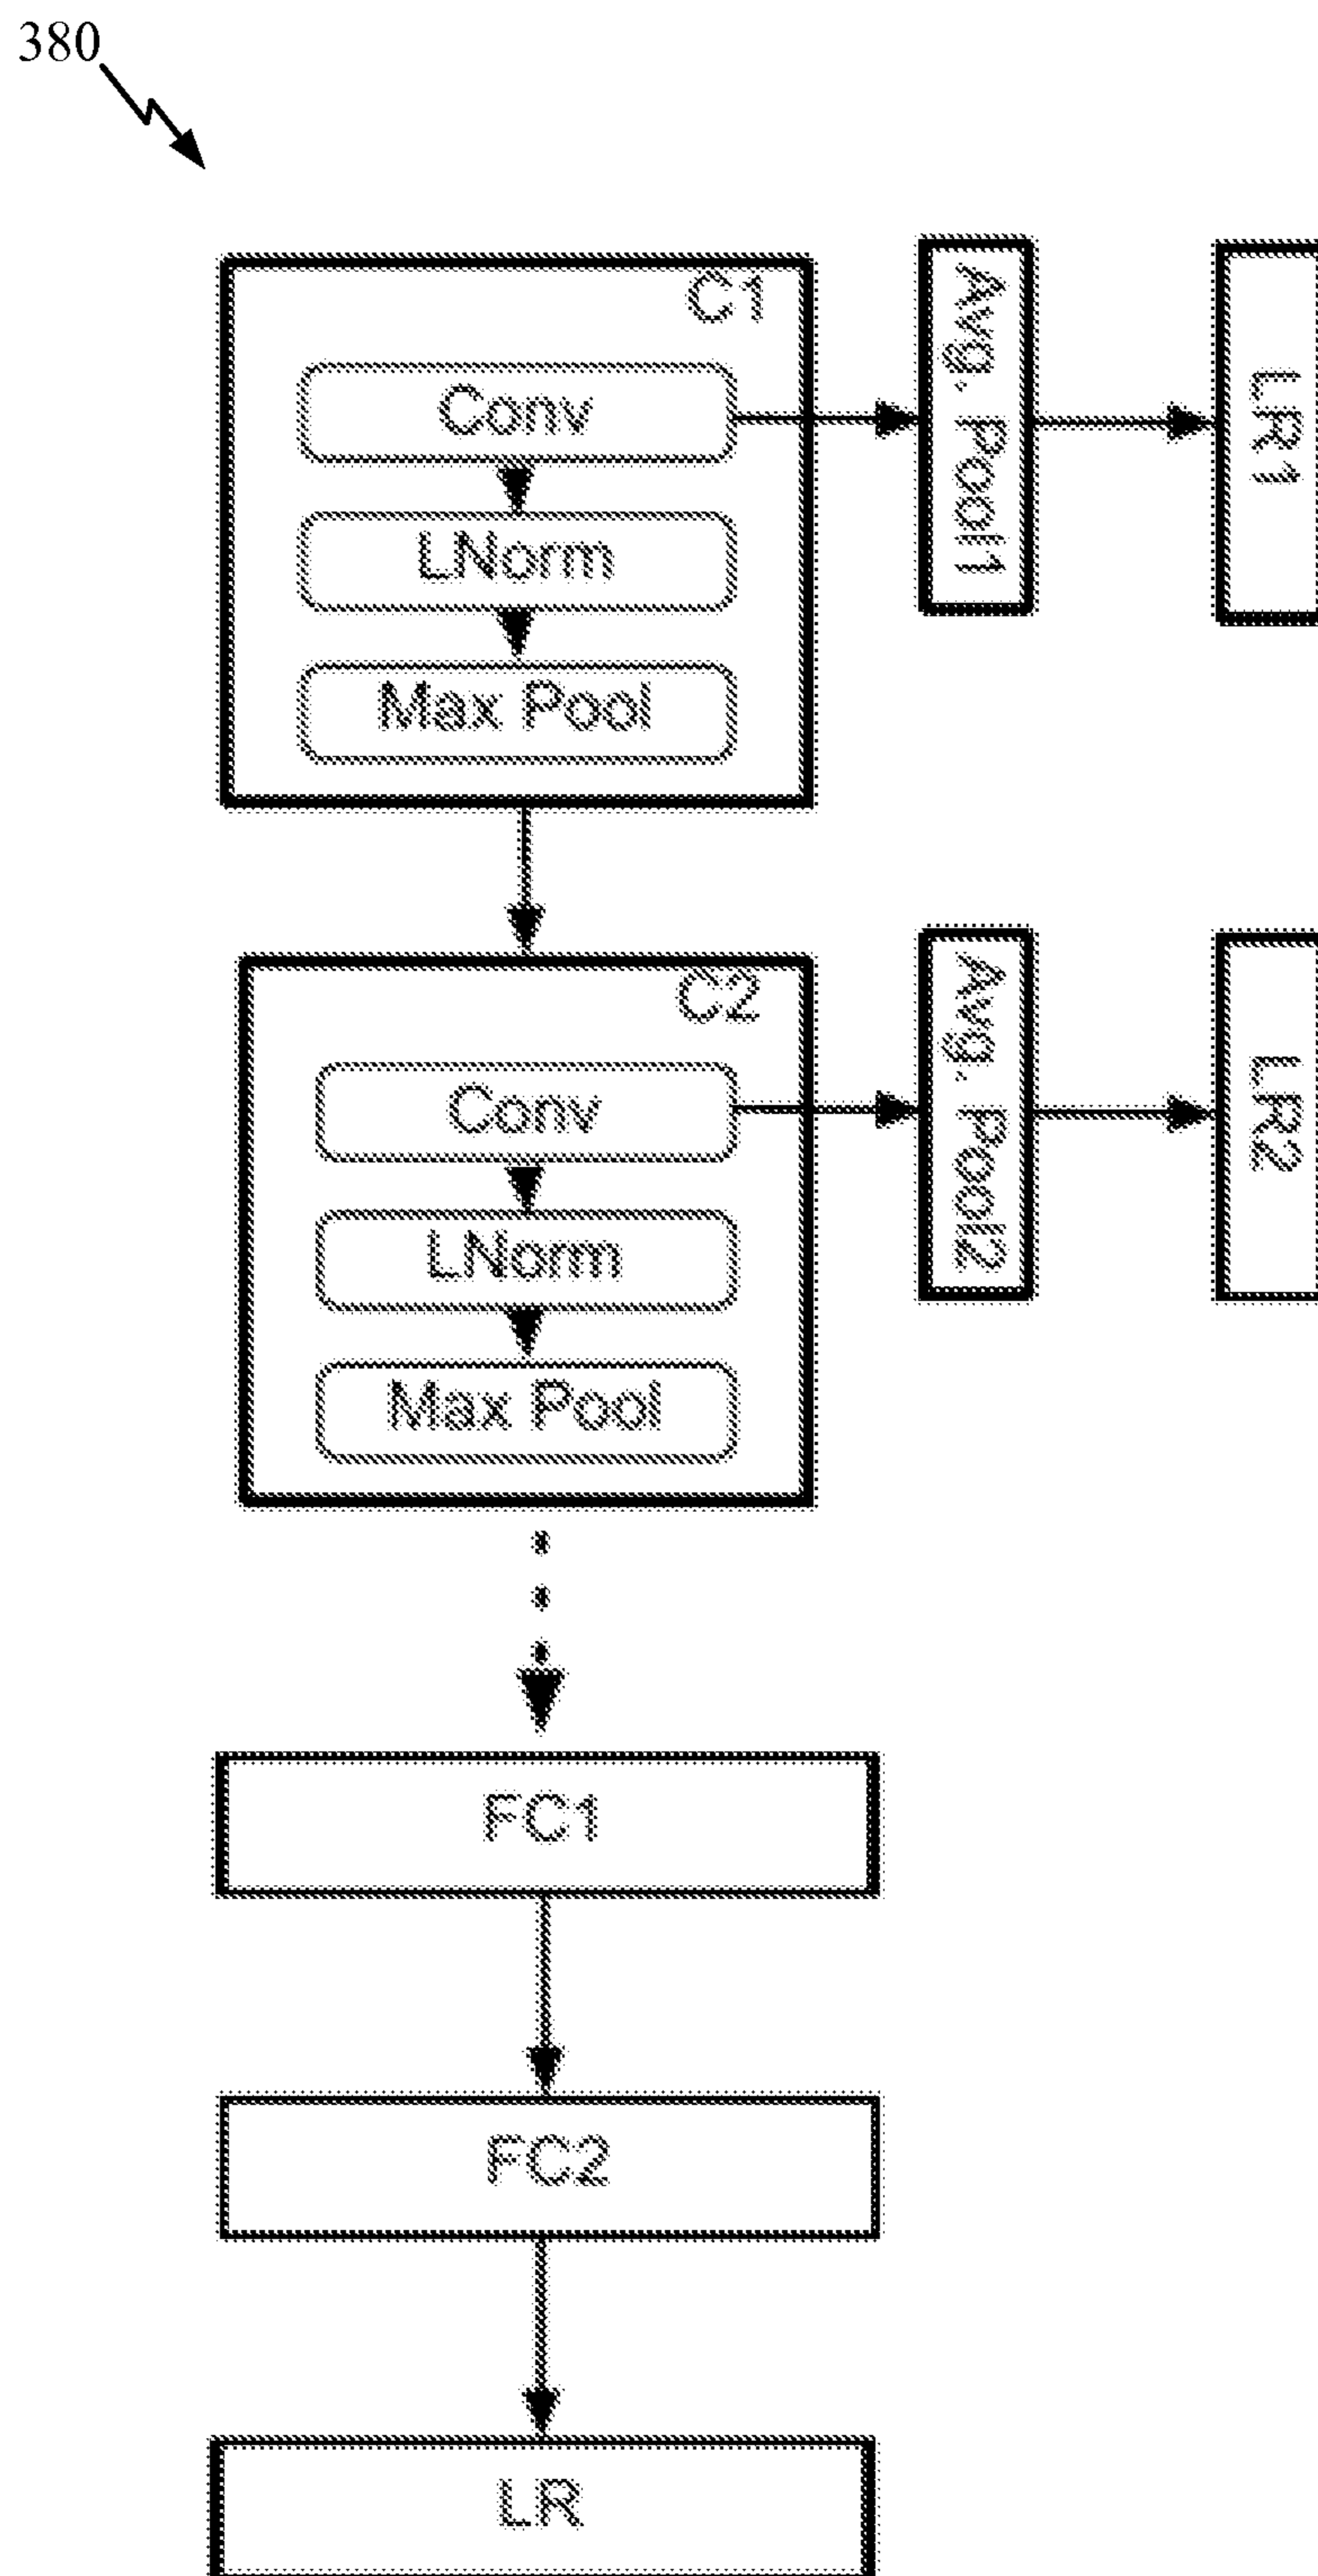 380
C1
Conv
LNorm
Max Pool
Avg. Pool1
LR1
C2
Conv
LNorm
Max Pool
Avg. Pool2
LR2
FC1
FC2
LR